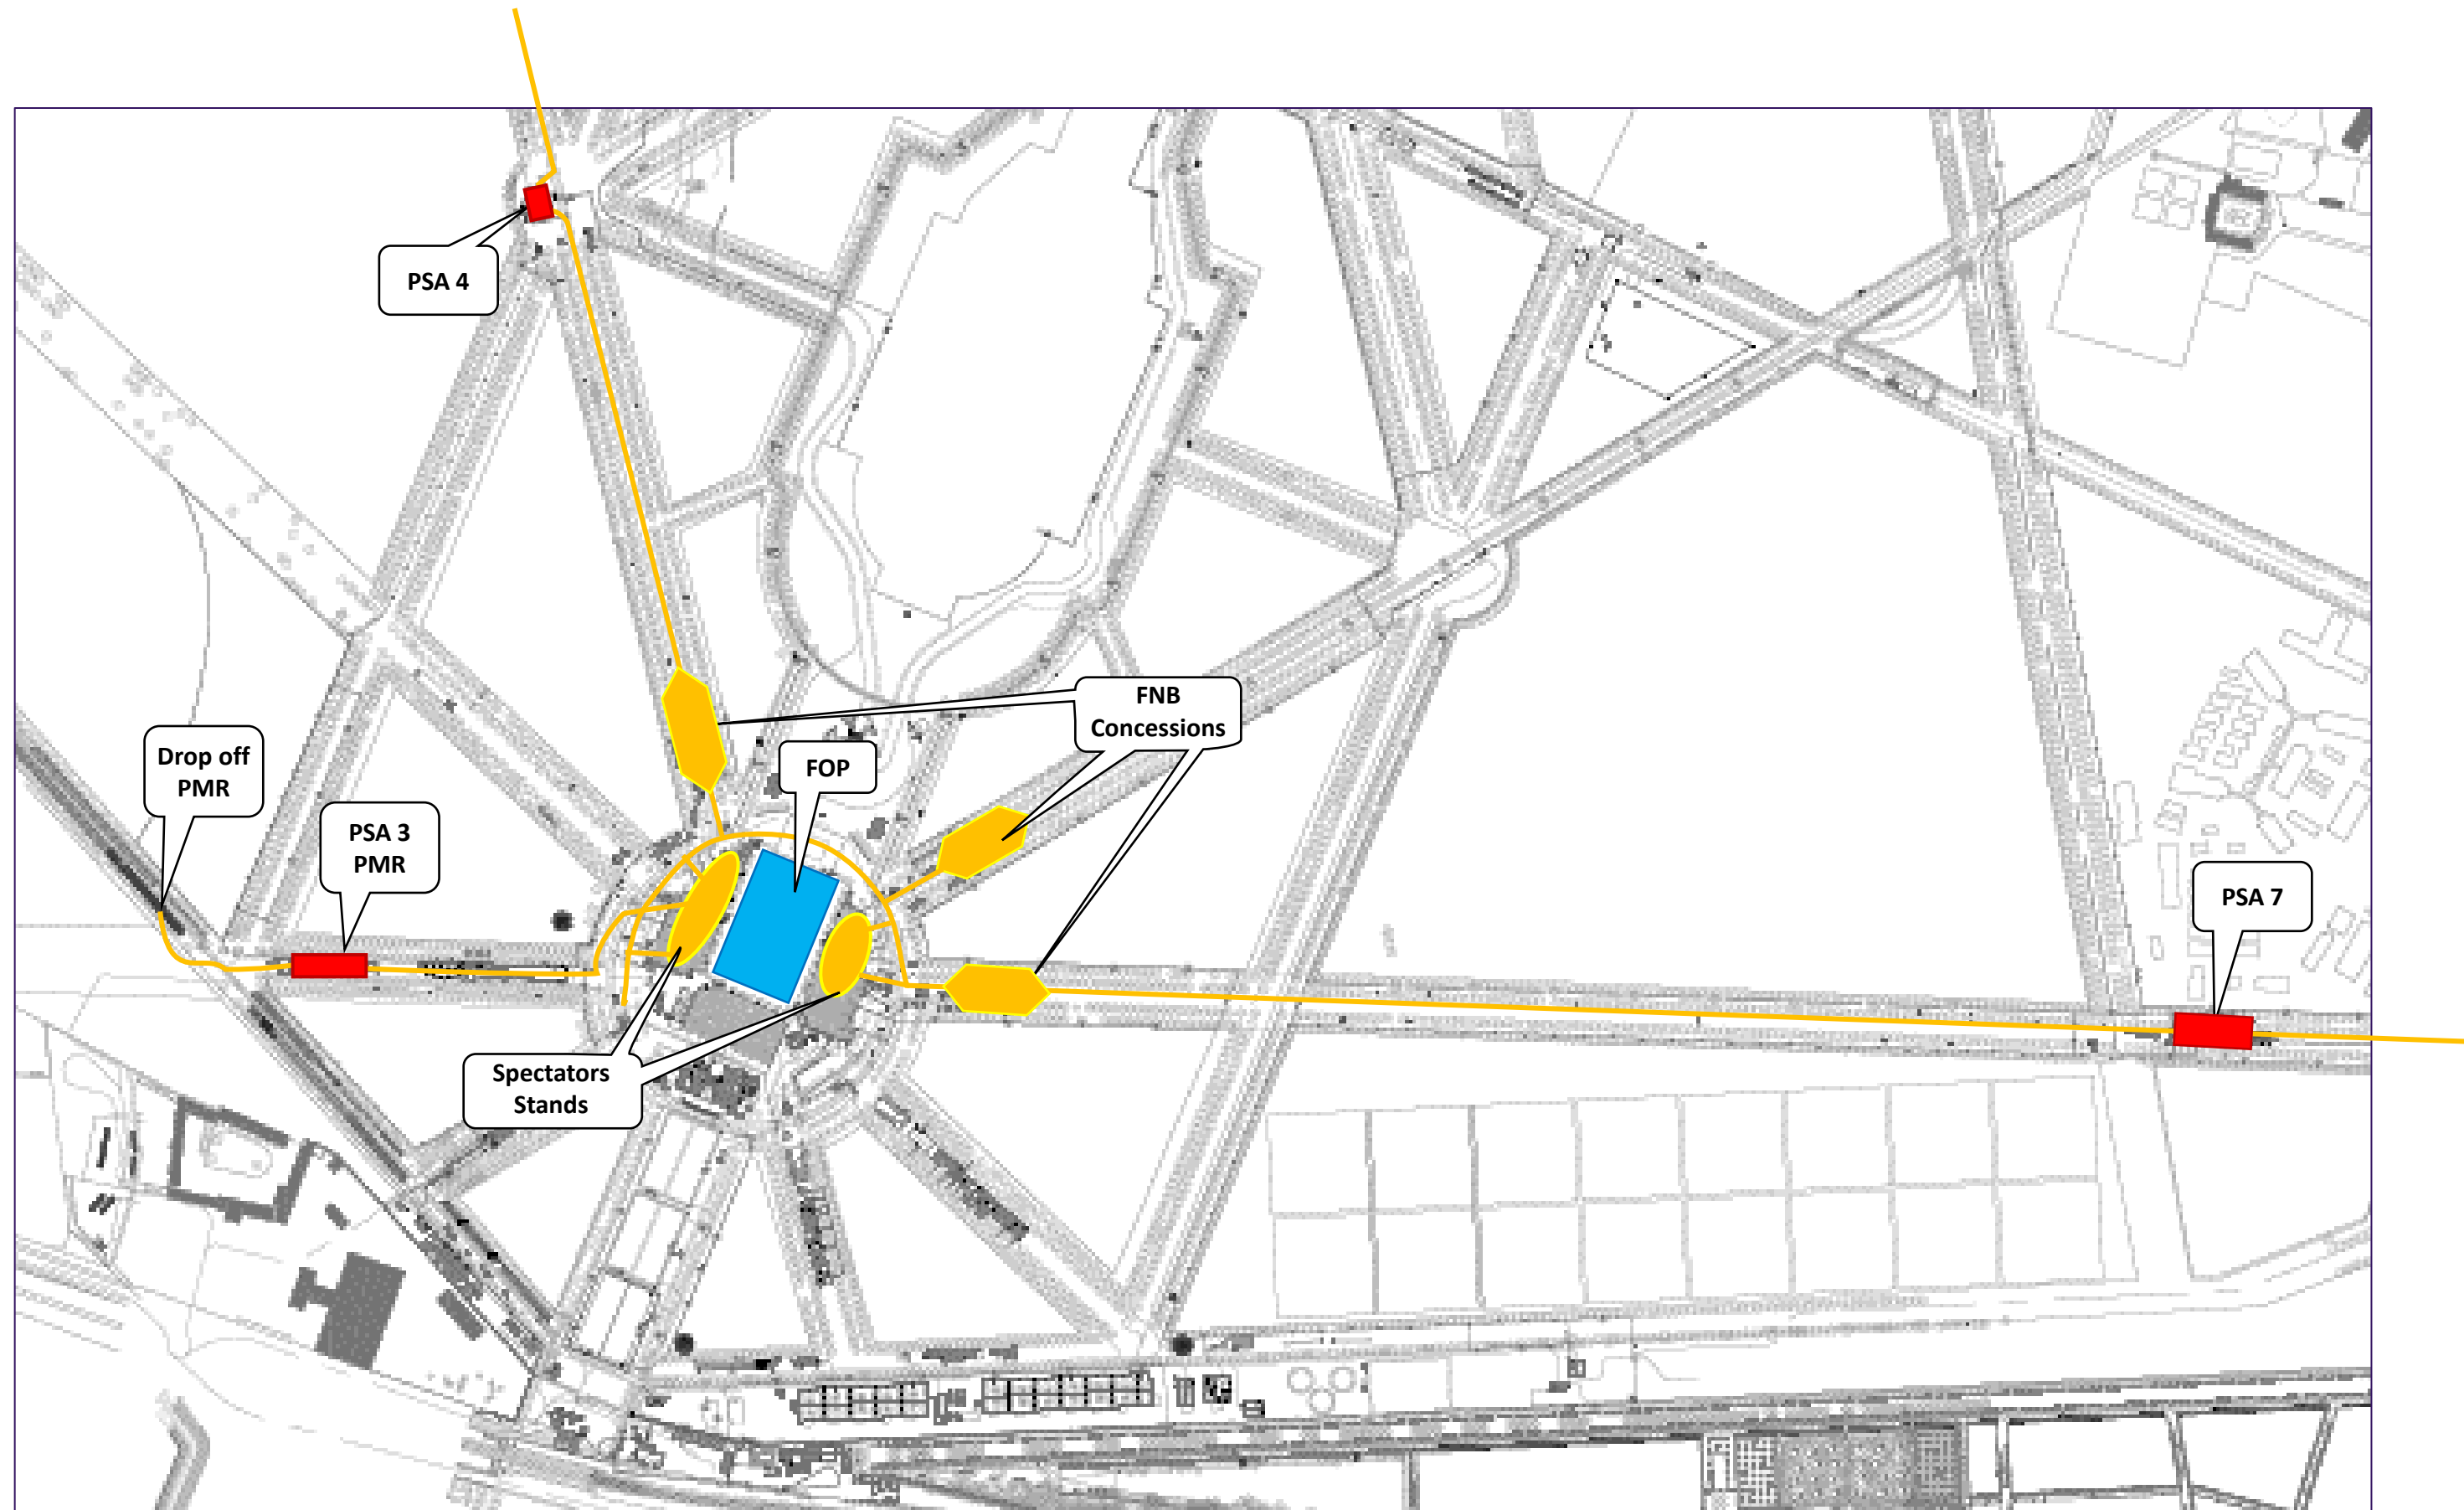 PSA 4
FNB
Concessions
Drop off
PMR
FOP
PSA 3
PMR
PSA 7
Spectators
Stands